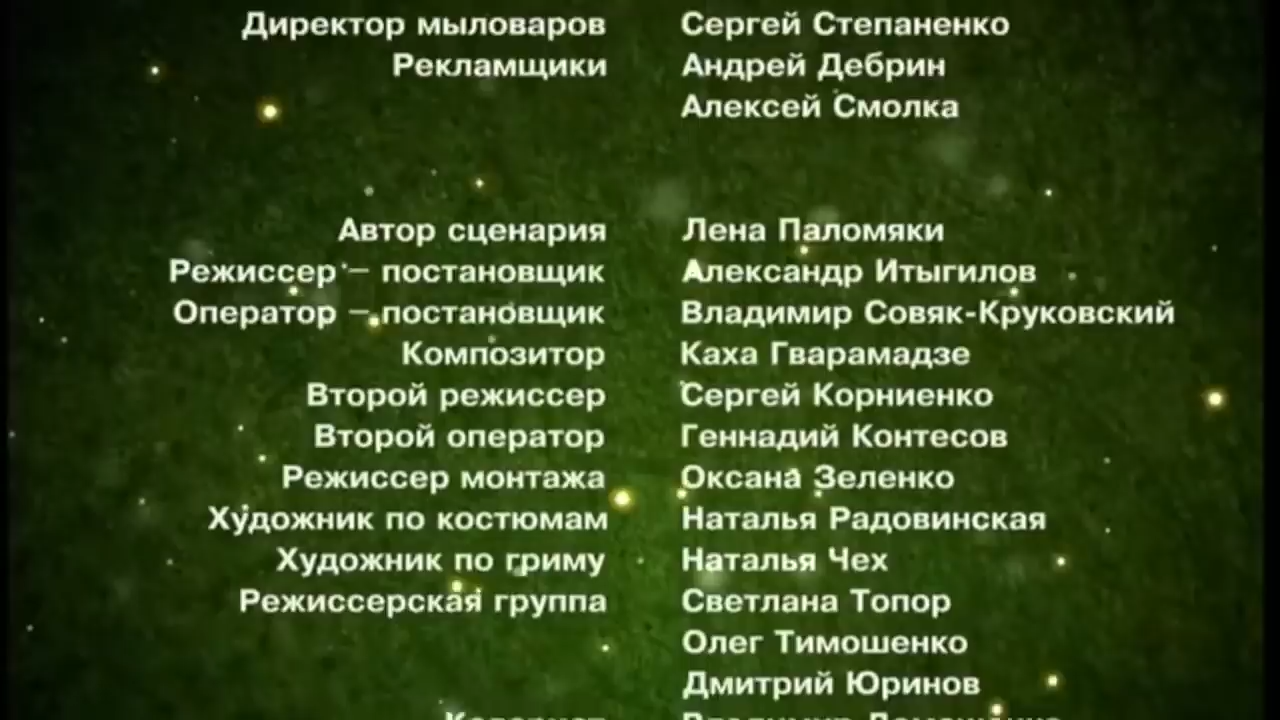 Директор мыловаров Сергей Степаненко
Рекламщики Андрей Дебрин
Алексей Смолка
Автор сценария Лена Паломяки
Режиссер – постановщик Александр Итыгилов
Оператор – постановщик Владимир Совяк-Круковский
Композитор Каха Гварамадзе
Второй режиссер Сергей Корниенко
Второй оператор Геннадий Контесов
Режиссер монтажа Оксана Зеленко
Художник по костюмам Наталья Радовинская
Художник по гриму Наталья Чех
Режиссерская группа Светлана Топор
Олег Тимошенко
Дмитрий Юринов